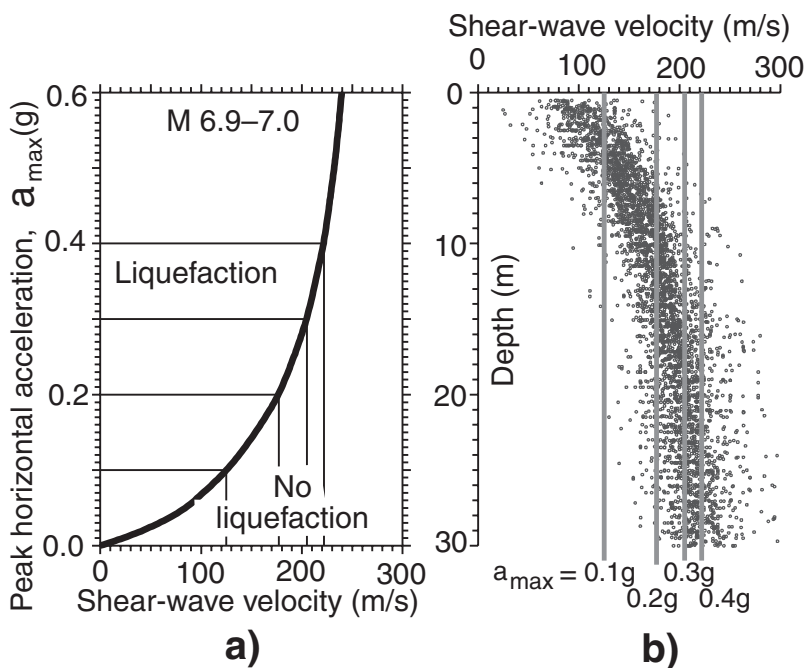 Shear-wave velocity (m/s)
0 100 200 300
0.6
M 6.9–7.0
0.4
Liquefaction
0.2
No
liquefaction
0.0
0 100 200 300
Peak horizontal acceleration, amax(g)
Shear-wave velocity (m/s)
a)
0
10
20
30
Depth (m)
amax = 0.1g 0.3g
0.2g 0.4g
b)